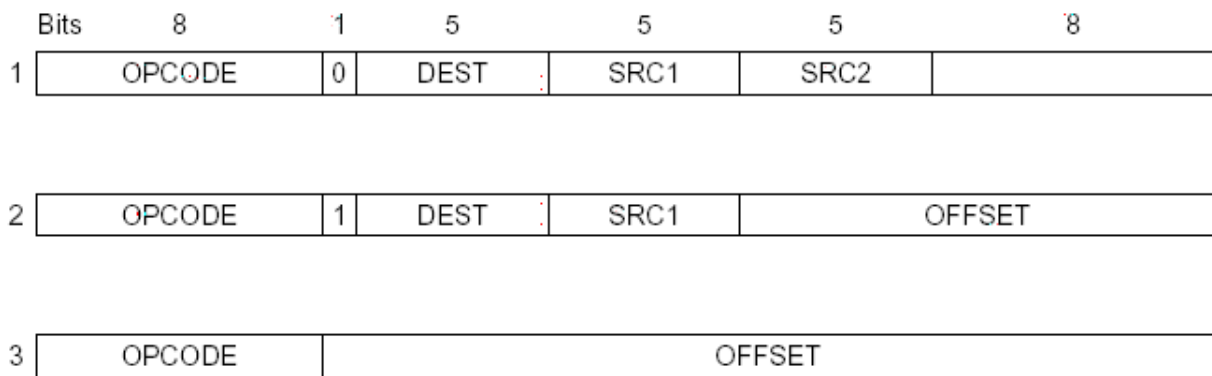 Bits 8 1 5 5 5 8
1 OPCODE 0 DEST SRC1 SRC2
2 OPCODE 1 DEST SRC1 OFFSET
3 OPCODE OFFSET